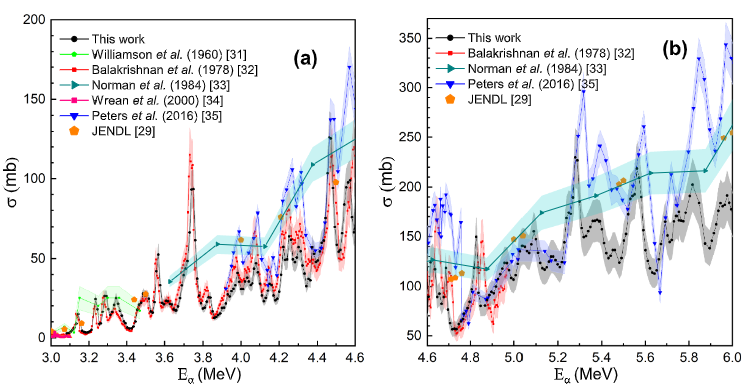 200
150
100
50
0
σ (mb)
This work
Williamson et al. (1960) [31]
Balakrishnan et al. (1978) [32]
Norman et al. (1984) [33]
Wrean et al. (2000) [34]
Peters et al. (2016) [35]
JENDL [29]
(a)
3.0 3.2 3.4 3.6 3.8 4.0 4.2 4.4 4.6
Eα (MeV)
350
300
250
200
150
100
50
σ (mb)
This work
Balakrishnan et al. (1978) [32]
Norman et al. (1984) [33]
Peters et al. (2016) [35]
JENDL [29]
(b)
4.6 4.8 5.0 5.2 5.4 5.6 5.8 6.0
Eα (MeV)